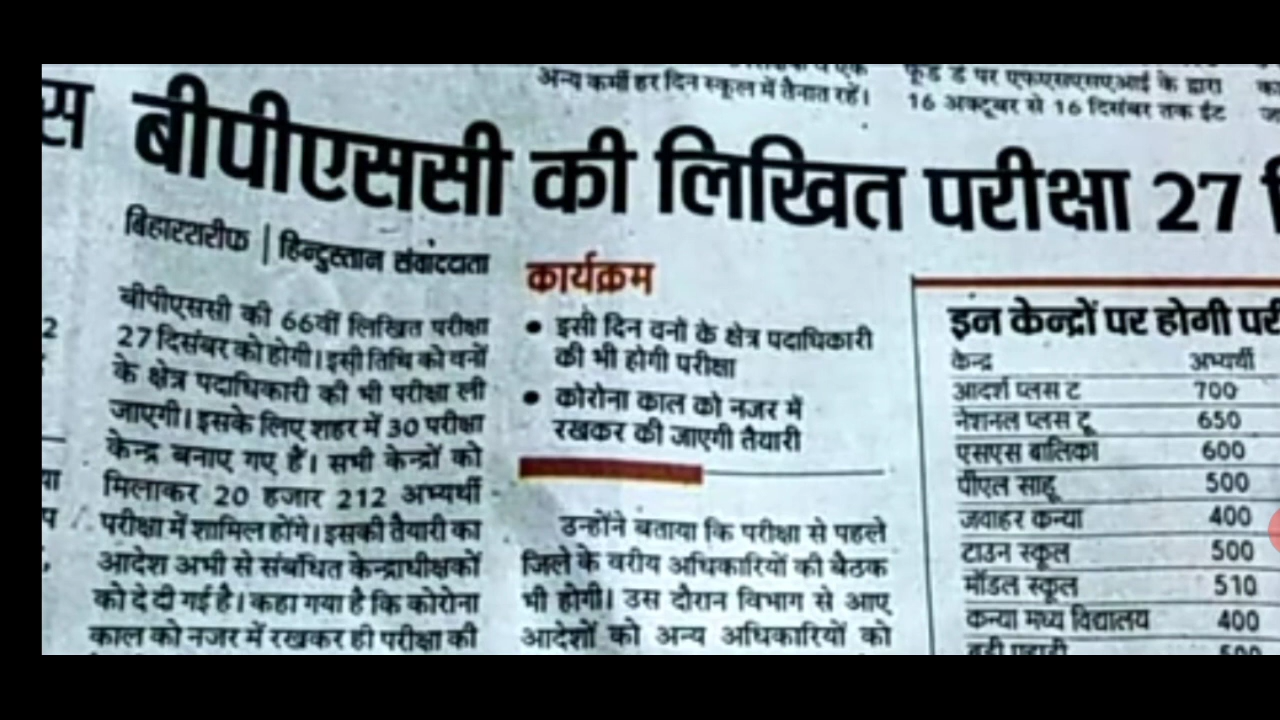 अन्य कर्मी हर दिन स्कूल में तैनात रहें।
पर एफएसएसएआई के द्वारा
16 अक्टूबर से 16 दिसंबर तक ईट
स बीपीएससी की लिखित परीक्षा 27
बिहारशरीफ | हिन्दुस्तान संवाददाता
बीपीएससी की 66वीं लिखित परीक्षा
27 दिसंबर को होगी। इसी तिथि को वनों
के क्षेत्र पदाधिकारी की भी परीक्षा ली
जाएगी। इसके लिए शहर में 30 परीक्षा
केन्द्र बनाए गए हैं। सभी केन्द्रों को
मिलाकर 20 हजार 212 अभ्यर्थी
परीक्षा में शामिल होंगे। इसकी तैयारी का
आदेश अभी से संबंधित केन्द्राधीक्षकों
को दे दी गई है। कहा गया है कि कोरोना
काल को नजर में रखकर ही परीक्षा की
कार्यक्रम
• इसी दिन वनों के क्षेत्र पदाधिकारी
की भी होगी परीक्षा
• कोरोना काल को नजर में
रखकर की जाएगी तैयारी
उन्होंने बताया कि परीक्षा से पहले
जिले के वरीय अधिकारियों की बैठक
भी होगी। उस दौरान विभाग से आए
आदेशों को अन्य अधिकारियों को
इन केन्द्रों पर होगी परी
केन्द्र अभ्यर्थी
आदर्श प्लस टू 700
नेशनल प्लस टू 650
एसएस बालिका 600
पीएल साहू 500
जवाहर कन्या 400
टाउन स्कूल 500
मॉडल स्कूल 510
कन्या मध्य विद्यालय 400